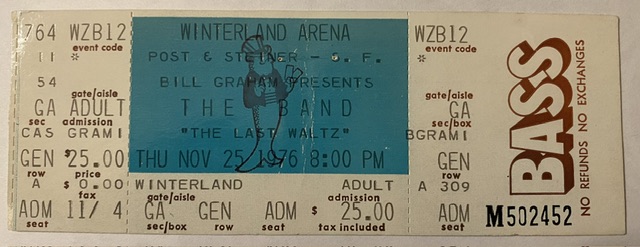 764 WZB12
event code
11 *
54
gate/aisle
GA ADULT
sec admission
CAS GRAMI
GEN $25.00
row price
A $0.00
fax
ADM 11/ 4
seat
WINTERLAND ARENA
POST & STEINER - S.F.
BILL GRAHAM PRESENTS
THE BAND
"THE LAST WALTZ"
THU NOV 25 1976 8:00 PM
WINTERLAND ADULT
gate/aisle admission
GA GEN ADM $ 25.00
sec/box row seat tax included
WZB12
event code
*
gate/aisle
GA
sec/box
BGRAMI
GEN
row
A 309
ADM
seat
BASS
M502452
NO REFUNDS NO EXCHANGES